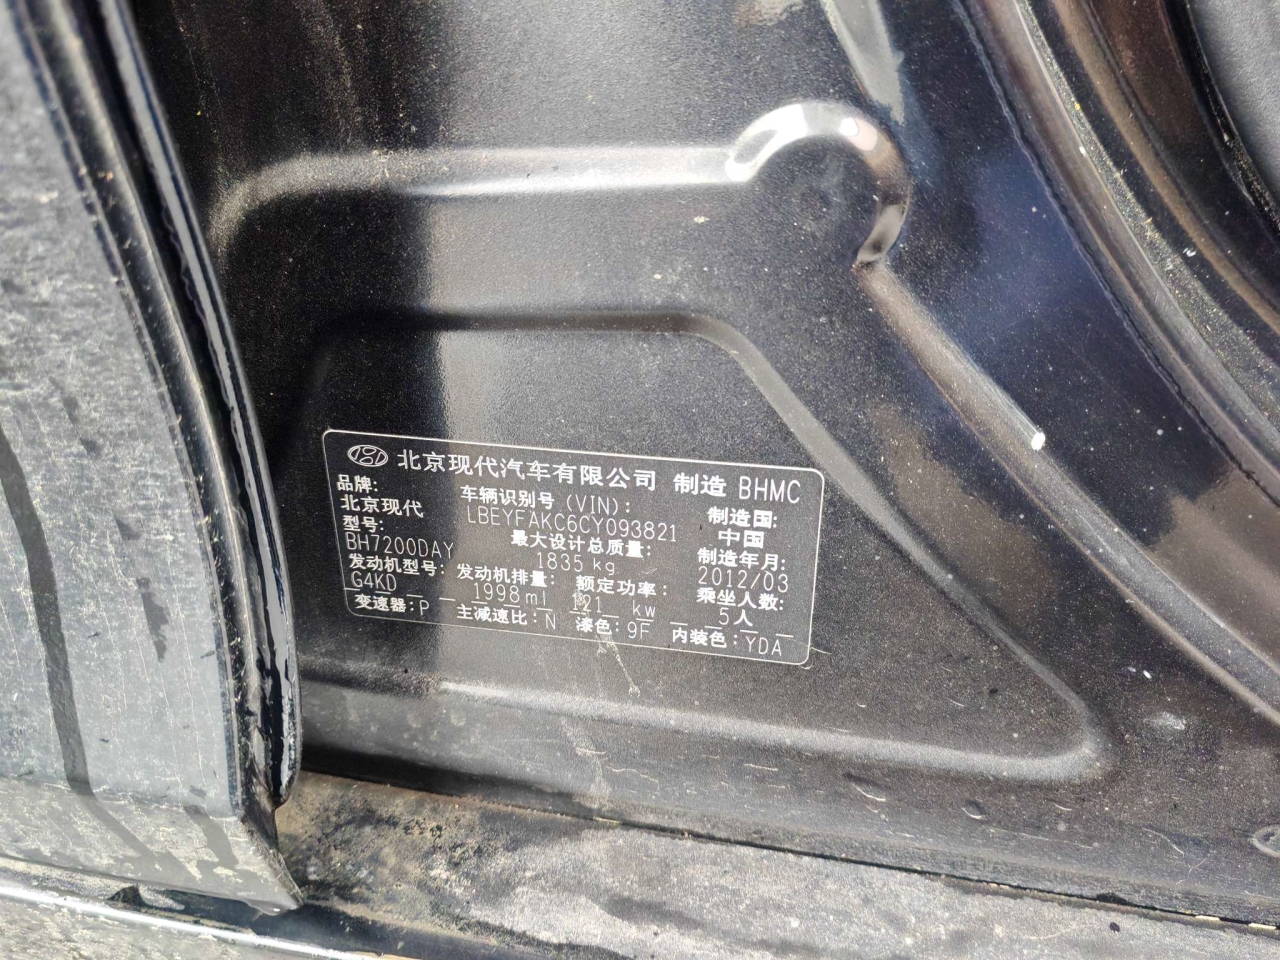 北京现代汽车有限公司 制造 BHMC
品牌: 车辆识别号 (VIN): 制造国:
北京现代 LBEYFAKC6CY093821 中国
型号: 最大设计总质量: 制造年月:
BH7200DAY 1835 kg 2012/03
发动机型号: 发动机排量: 额定功率: 乘坐人数:
G4KD 1998ml 121 kw 5人
变速器:P 主减速比:N 漆色:9F 内装色:YDA